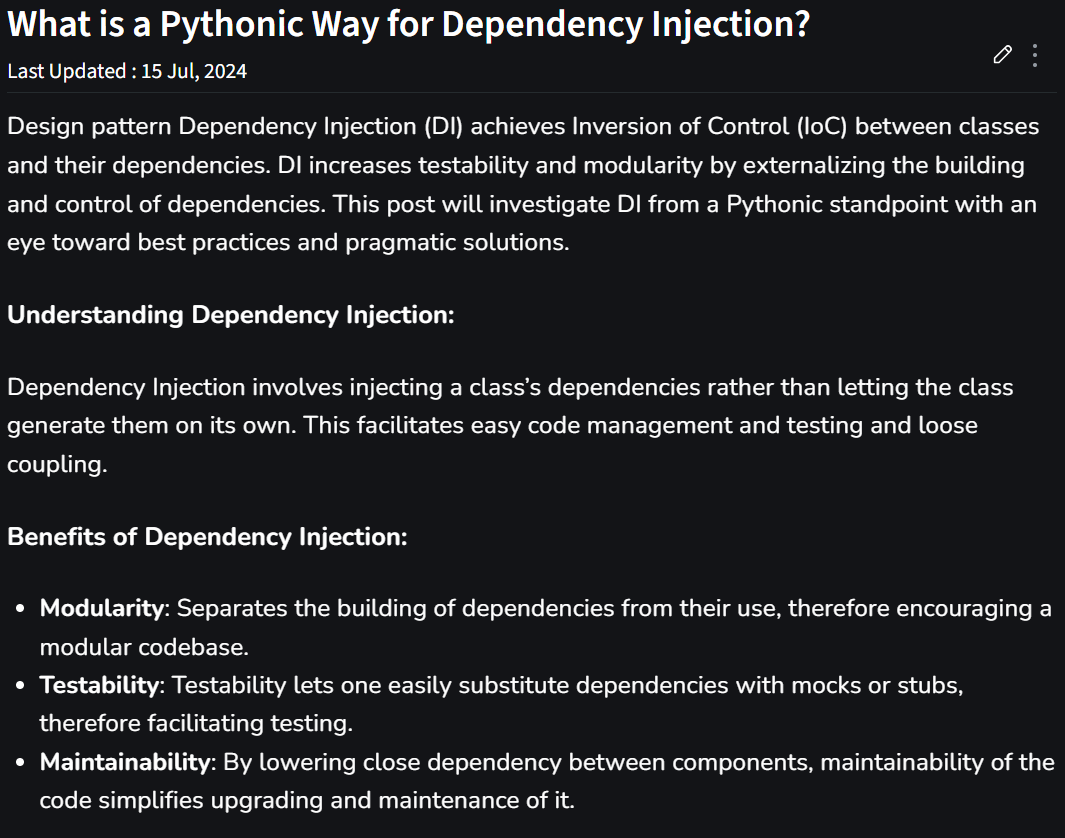 What is a Pythonic Way for Dependency Injection?
Last Updated : 15 Jul, 2024
Design pattern Dependency Injection (DI) achieves Inversion of Control (IoC) between classes
and their dependencies. DI increases testability and modularity by externalizing the building
and control of dependencies. This post will investigate DI from a Pythonic standpoint with an
eye toward best practices and pragmatic solutions.
Understanding Dependency Injection:
Dependency Injection involves injecting a class’s dependencies rather than letting the class
generate them on its own. This facilitates easy code management and testing and loose
coupling.
Benefits of Dependency Injection:
• Modularity: Separates the building of dependencies from their use, therefore encouraging a
modular codebase.
• Testability: Testability lets one easily substitute dependencies with mocks or stubs,
therefore facilitating testing.
• Maintainability: By lowering close dependency between components, maintainability of the
code simplifies upgrading and maintenance of it.